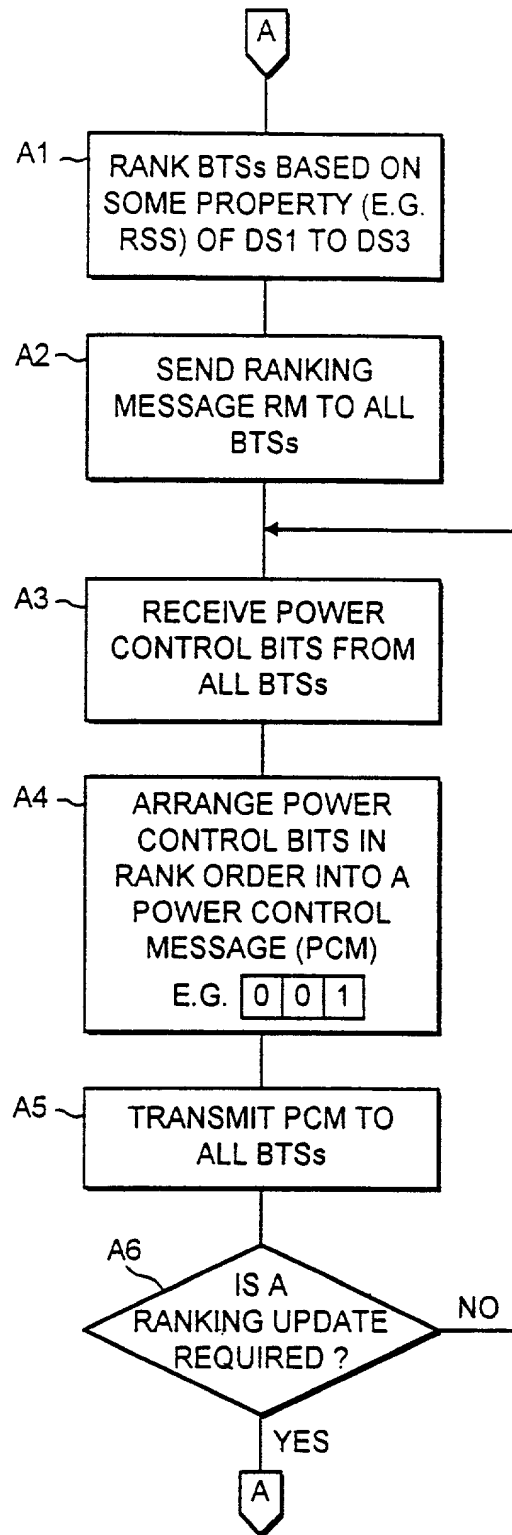 A
A1
RANK BTSs BASED ON
SOME PROPERTY (E.G.
RSS) OF DS1 TO DS3
A2
SEND RANKING
MESSAGE RM TO ALL
BTSs
A3
RECEIVE POWER
CONTROL BITS FROM
ALL BTSs
A4
ARRANGE POWER
CONTROL BITS IN
RANK ORDER INTO A
POWER CONTROL
MESSAGE (PCM)
E.G. 0 0 1
A5
TRANSMIT PCM TO
ALL BTSs
A6
IS A
RANKING UPDATE
REQUIRED ?
NO
YES
A